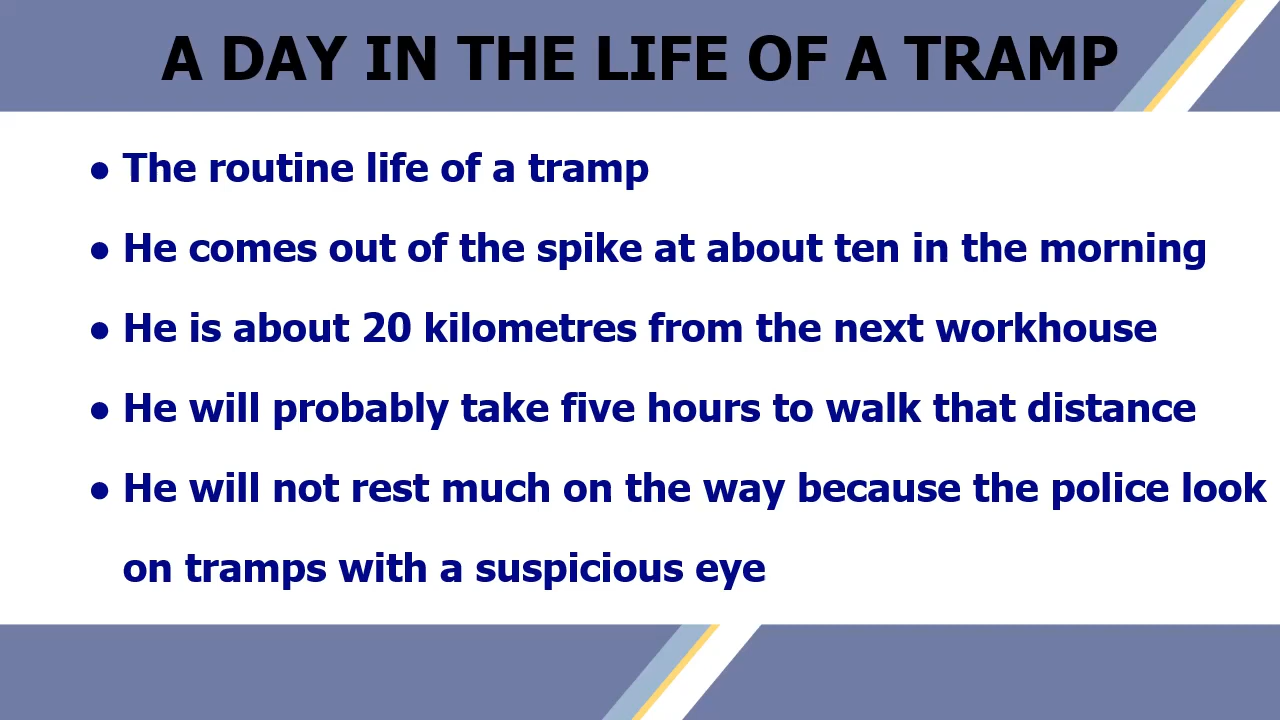 A DAY IN THE LIFE OF A TRAMP
● The routine life of a tramp
● He comes out of the spike at about ten in the morning
● He is about 20 kilometres from the next workhouse
● He will probably take five hours to walk that distance
● He will not rest much on the way because the police look
on tramps with a suspicious eye